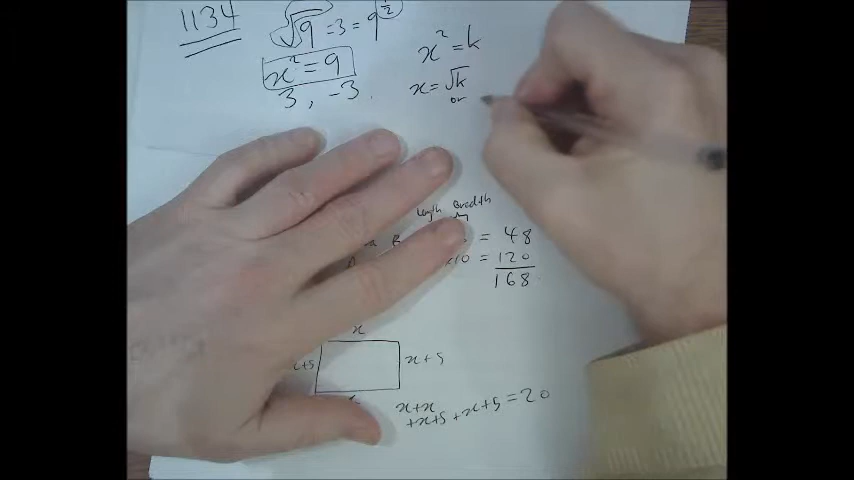 1134
√9 = 3 = 9^½
x² = 9
3, -3
x² = k
x = √k
or
Length Breadth
= 48
x10 = 120
168
x
x+5
x+5
x+x
+x+5+x+5=20